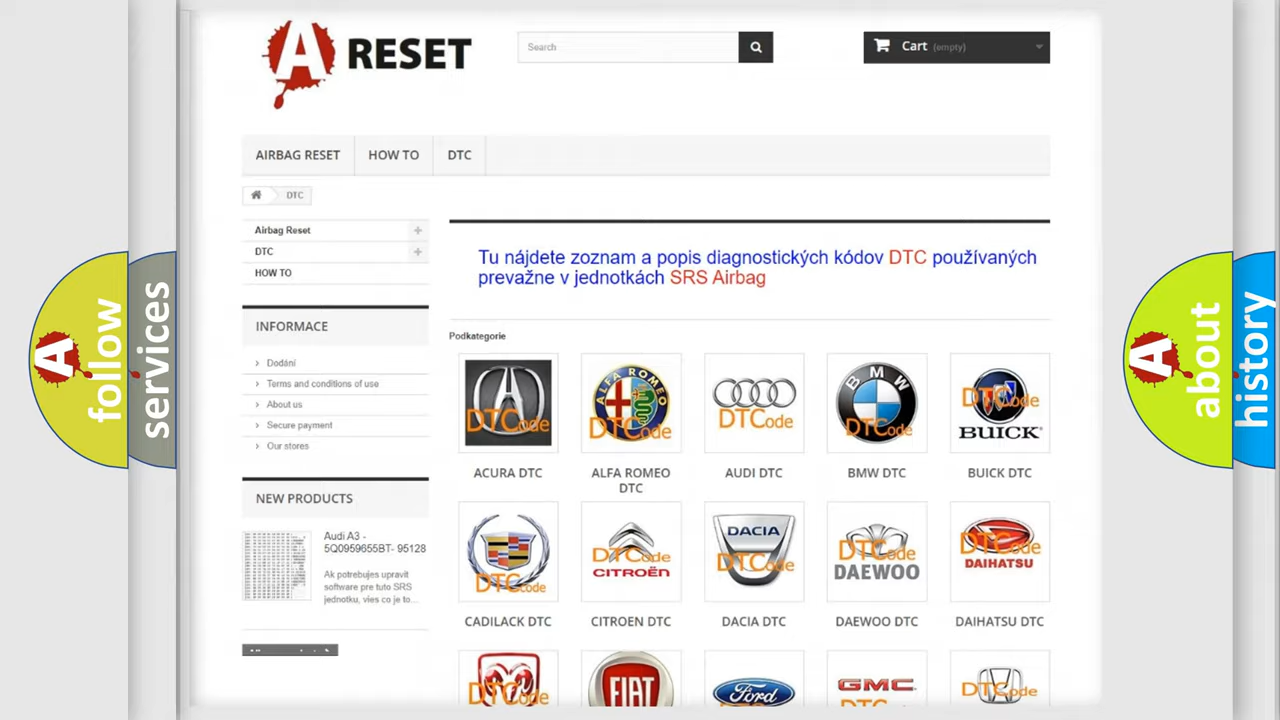 A RESET
Search
Cart (empty)
AIRBAG RESET
HOW TO
DTC
DTC
Airbag Reset
DTC
HOW TO
INFORMACE
Dodání
Terms and conditions of use
About us
Secure payment
Our stores
NEW PRODUCTS
Audi A3 -
5Q0959655BT- 95128
Ak potrebujes upravit
software pre tuto SRS
jednotku, vies co je to...
Tu nájdete zoznam a popis diagnostických kódov DTC používaných
prevažne v jednotkách SRS Airbag
Podkategorie
DTCode
ALFA ROMEO
DTCode
DTCode
BMW
DTCode
DTCode
BUICK
ACURA DTC
ALFA ROMEO
DTC
AUDI DTC
BMW DTC
BUICK DTC
DTCode
DTCode
CITROËN
DACIA
DTCode
DTCode
DAEWOO
DTCode
DAIHATSU
CADILACK DTC
CITROEN DTC
DACIA DTC
DAEWOO DTC
DAIHATSU DTC
DTCode
FIAT
Ford
GMC
DTCode
A follow
services
A about
history